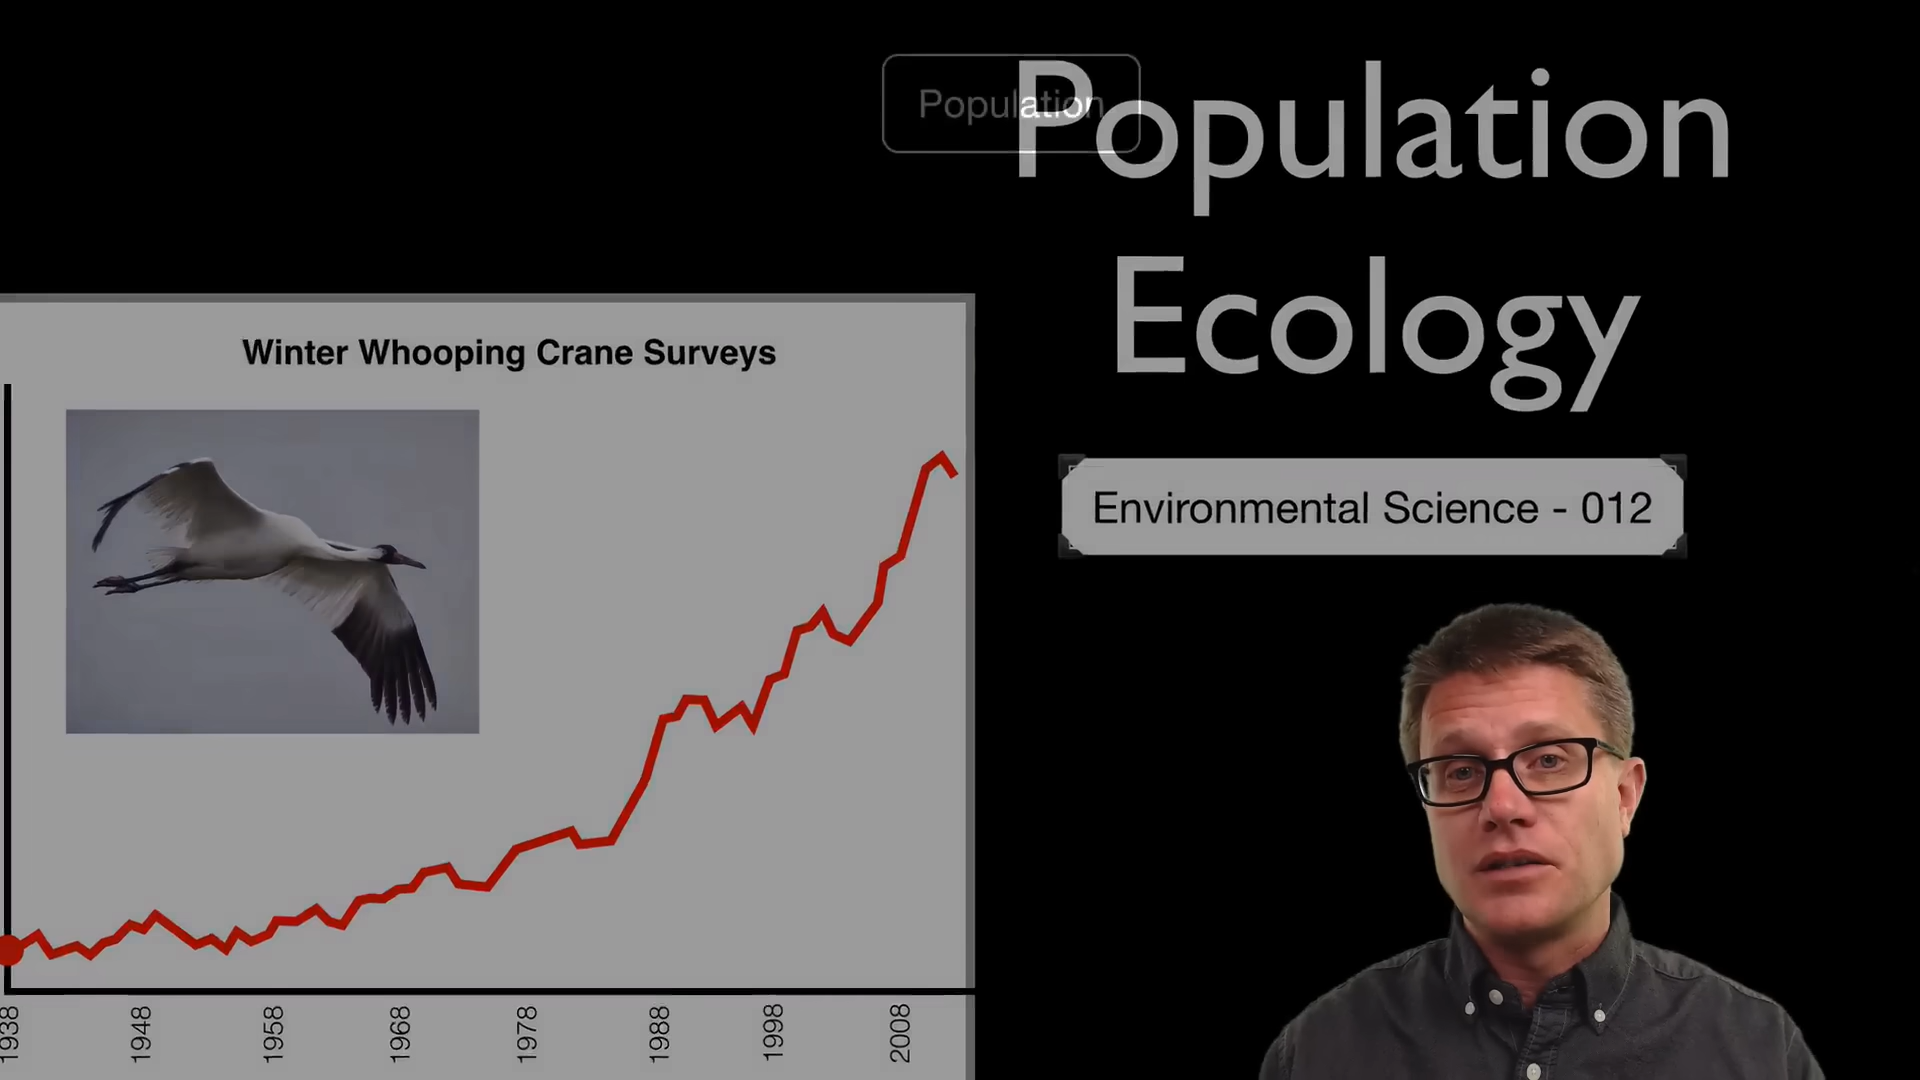 Population
Population
Ecology
Environmental Science - 012
Winter Whooping Crane Surveys
1938
1948
1958
1968
1978
1988
1998
2008